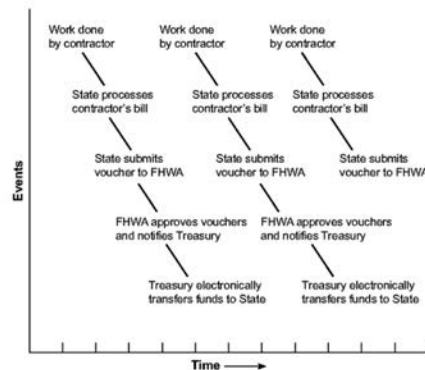 Work done
by contractor
Work done
by contractor
Work done
by contractor
State processes
contractor's bill
State processes
contractor's bill
State processes
contractor's bill
State submits
voucher to FHWA
State submits
voucher to FHWA
State submits
voucher to FHWA
FHWA approves vouchers
and notifies Treasury
FHWA approves vouchers
and notifies Treasury
Treasury electronically
transfers funds to State
Treasury electronically
transfers funds to State
Events
Time